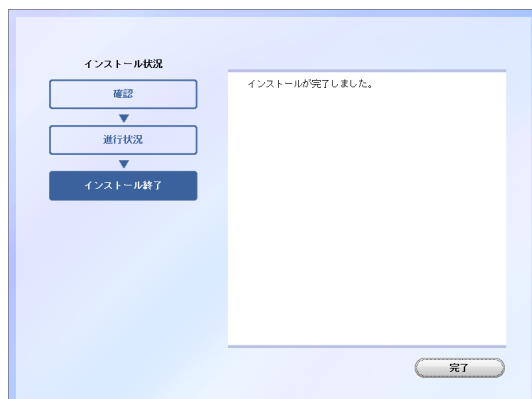 インストール状況
確認
進行状況
インストール終了
インストールが完了しました。
完了